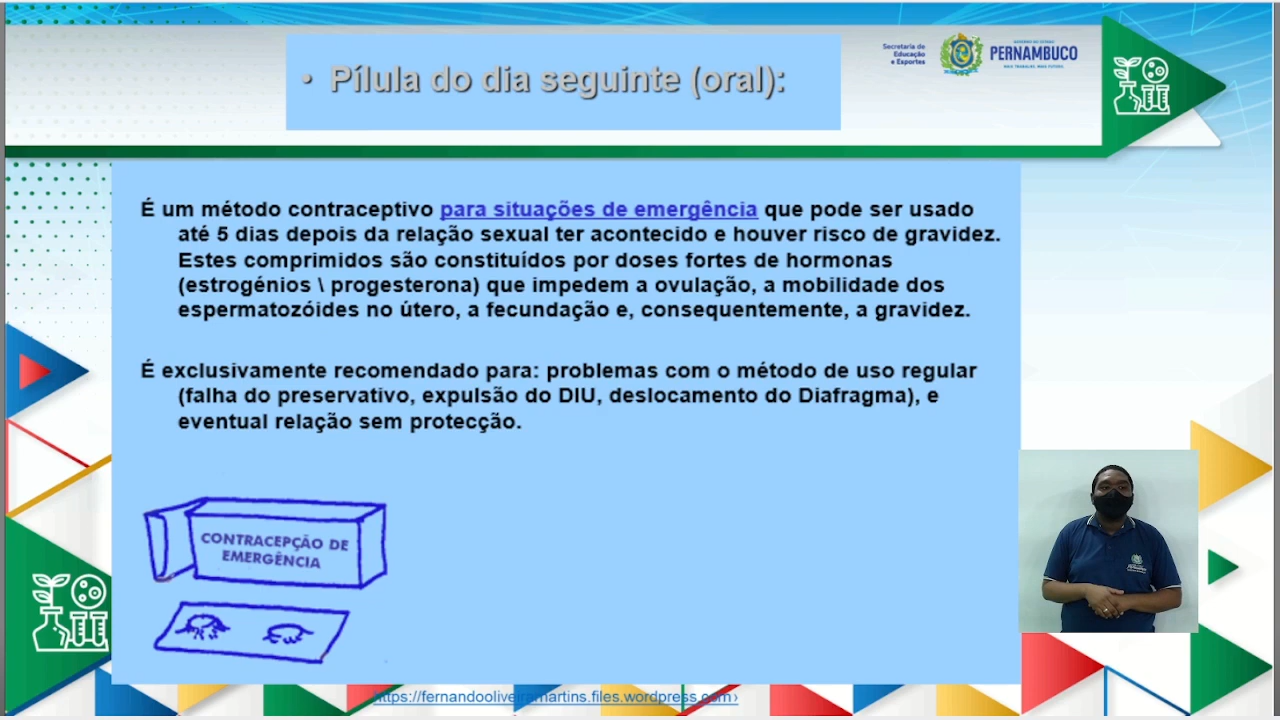 Secretaria de
Educação
e Esportes
GOVERNO DO ESTADO
PERNAMBUCO
MAIS TRABALHO, MAIS FUTURO
• Pílula do dia seguinte (oral):
É um método contraceptivo para situações de emergência que pode ser usado
até 5 dias depois da relação sexual ter acontecido e houver risco de gravidez.
Estes comprimidos são constituídos por doses fortes de hormonas
(estrogénios \ progesterona) que impedem a ovulação, a mobilidade dos
espermatozóides no útero, a fecundação e, consequentemente, a gravidez.
É exclusivamente recomendado para: problemas com o método de uso regular
(falha do preservativo, expulsão do DIU, deslocamento do Diafragma), e
eventual relação sem protecção.
CONTRACEPÇÃO DE
EMERGÊNCIA
https://fernandooliveiramartins.files.wordpress.com›